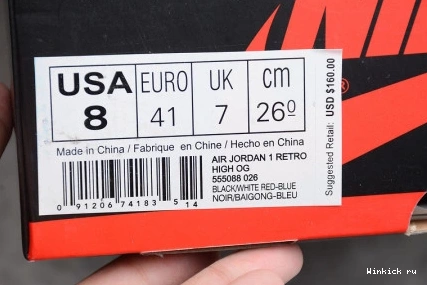 USA EURO UK cm
8 41 7 26º
Made in China / Fabrique en Chine / Hecho en China
AIR JORDAN 1 RETRO
HIGH OG
555088 026
BLACK/WHITE RED-BLUE
NOIR/BAIGONG-BLEU
0 91206 74183 5 14
Suggested Retail: USD $160.00
®
Winkick ru